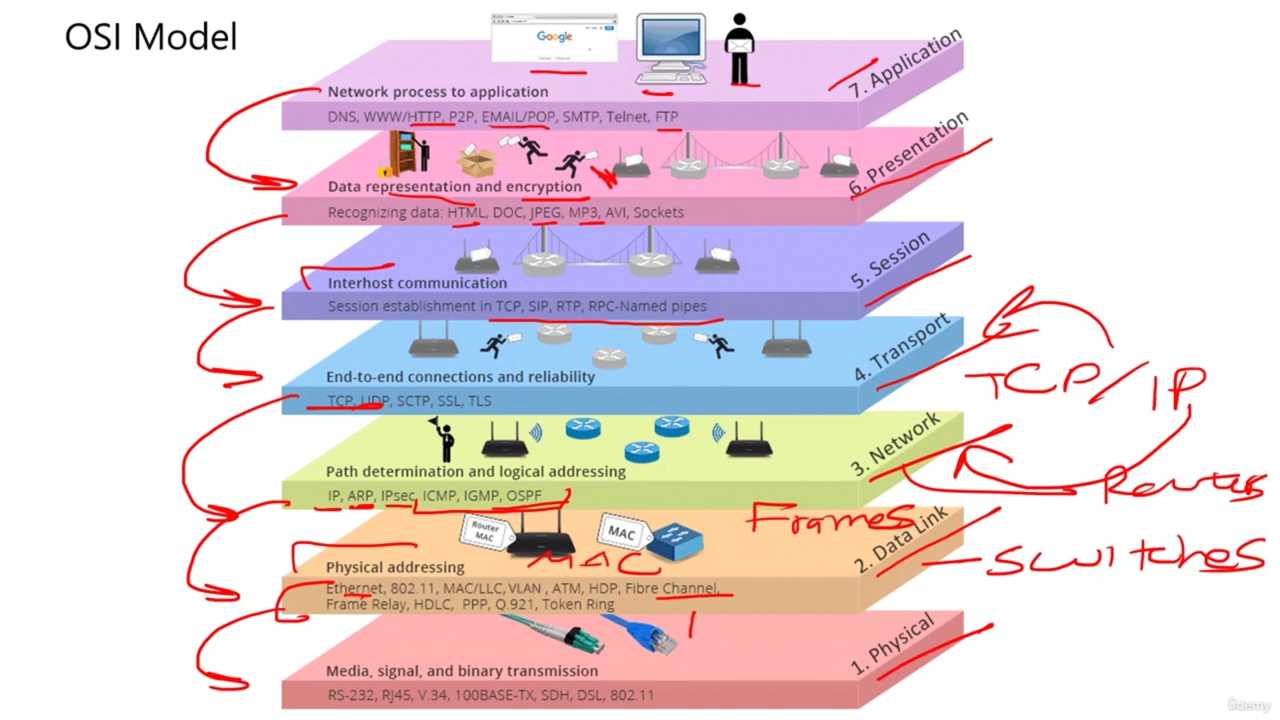 OSI Model
Google
Network process to application
DNS, WWW/HTTP, P2P, EMAIL/POP, SMTP, Telnet, FTP
7. Application
Data representation and encryption
Recognizing data: HTML, DOC, JPEG, MP3, AVI, Sockets
6. Presentation
Interhost communication
Session establishment in TCP, SIP, RTP, RPC-Named pipes
5. Session
End-to-end connections and reliability
TCP, UDP, SCTP, SSL, TLS
4. Transport
TCP/IP
Path determination and logical addressing
IP, ARP, IPsec, ICMP, IGMP, OSPF
3. Network
Routers
Frames
Router
MAC
MAC
MAC
Physical addressing
Ethernet, 802.11, MAC/LLC, VLAN , ATM, HDP, Fibre Channel,
Frame Relay, HDLC, PPP, Q.921, Token Ring
2. Data Link
Switches
Media, signal, and binary transmission
RS-232, RJ45, V.34, 100BASE-TX, SDH, DSL, 802.11
1. Physical
ûdemy